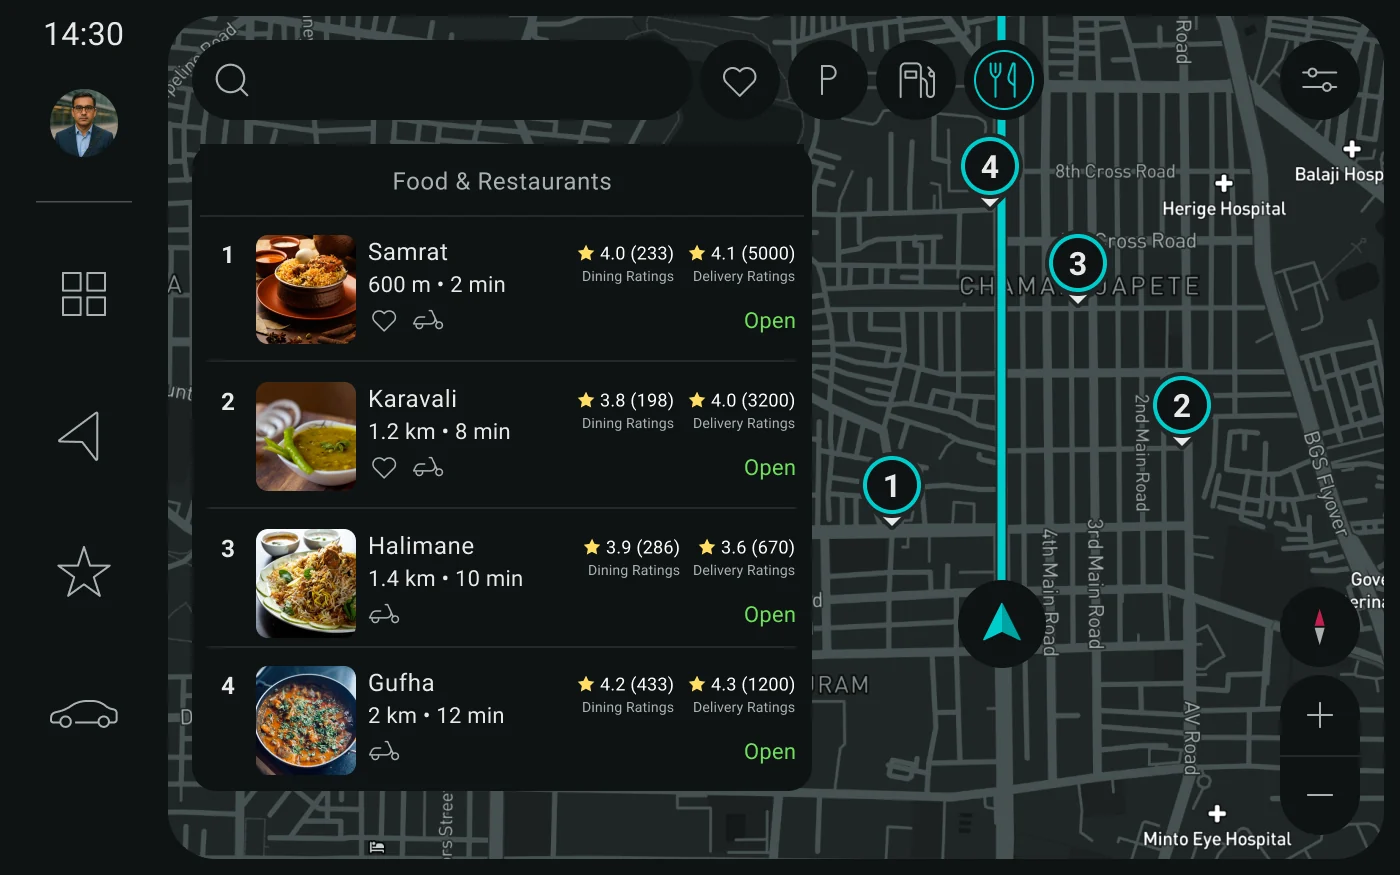 14:30
Road
8th Cross Road
Balaji Hosp
Herige Hospital
Cross Road
Food & Restaurants
1
Samrat
600 m • 2 min
4.0 (233)
Dining Ratings
4.1 (5000)
Delivery Ratings
Open
2
Karavali
1.2 km • 8 min
3.8 (198)
Dining Ratings
4.0 (3200)
Delivery Ratings
Open
3
Halimane
1.4 km • 10 min
3.9 (286)
Dining Ratings
3.6 (670)
Delivery Ratings
Open
4
Gufha
2 km • 12 min
4.2 (433)
Dining Ratings
4.3 (1200)
Delivery Ratings
Open
P
4
3
2
1
2nd Main Road
BGS Flyover
4th Main Road
3rd Main Road
AV Road
Minto Eye Hospital